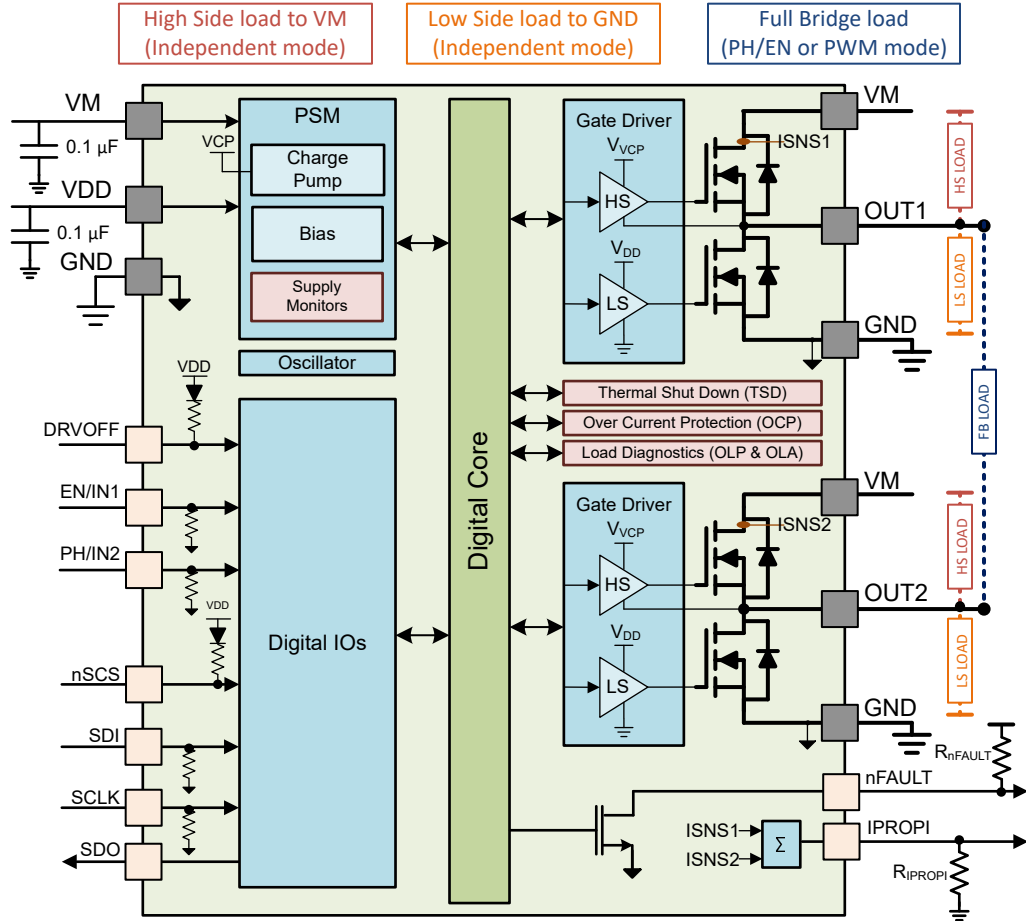 High Side load to VM
(Independent mode)
Low Side load to GND
(Independent mode)
Full Bridge load
(PH/EN or PWM mode)
VM
0.1 µF
VDD
0.1 µF
GND
PSM
VCP
Charge
Pump
Bias
Supply
Monitors
Oscillator
VDD
DRVOFF
EN/IN1
PH/IN2
VDD
nSCS
SDI
SCLK
SDO
Digital IOs
Digital Core
Gate Driver
VVCP
HS
VDD
LS
ISNS1
VM
OUT1
GND
HS LOAD
LS LOAD
FB LOAD
Thermal Shut Down (TSD)
Over Current Protection (OCP)
Load Diagnostics (OLP & OLA)
Gate Driver
VVCP
HS
VDD
LS
ISNS2
VM
OUT2
GND
HS LOAD
LS LOAD
RnFAULT
nFAULT
ISNS1
ISNS2
Σ
IPROPI
RIPROPI